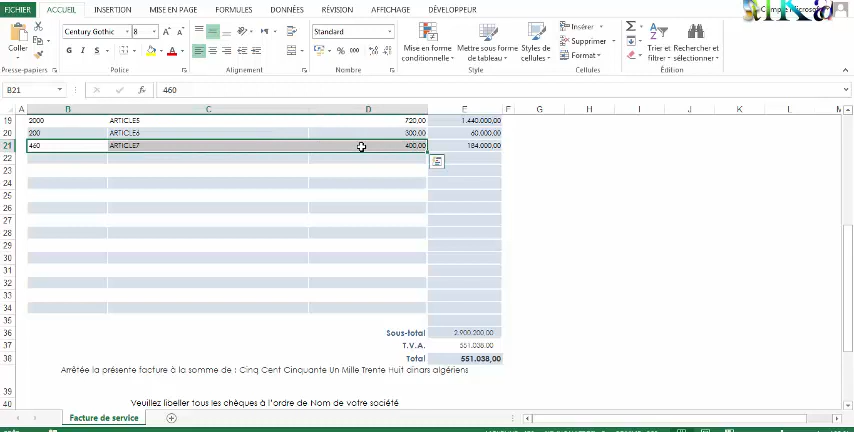 FICHIER ACCUEIL INSERTION MISE EN PAGE FORMULES DONNÉES RÉVISION AFFICHAGE DÉVELOPPEUR
Coller
Century Gothic 8
G I S
Standard
% 000
Mise en forme conditionnelle
Mettre sous forme de tableau
Styles de cellules
Insérer
Supprimer
Format
Trier et filtrer
Rechercher et sélectionner
Presse-papiers Police Alignement Nombre Style Cellules Édition
B21 460
A B C D E F G H I J K L M
19 2000 ARTICLE5 720,00 1.440.000,00
20 200 ARTICLE6 300,00 60.000,00
21 460 ARTICLE7 400,00 184.000,00
22
23
24
25
26
27
28
29
30
31
32
33
34
35
36 Sous-total 2.900.200,00
37 T.V.A. 551.038,00
38 Total 551.038,00
Arrêtée la présente facture à la somme de : Cinq Cent Cinquante Un Mille Trente Huit dinars algériens
39
40 Veuillez libeller tous les chèques à l'ordre de Nom de votre société
Facture de service